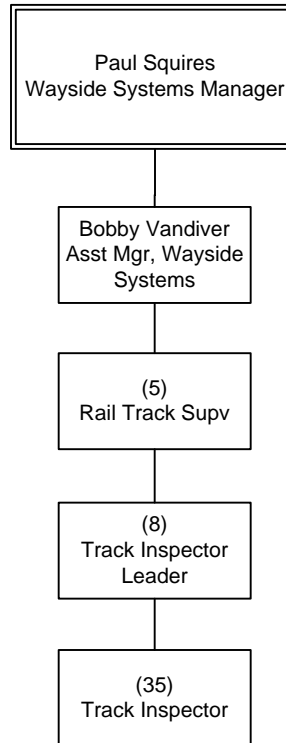 Paul Squires
Wayside Systems Manager
Bobby Vandiver
Asst Mgr, Wayside
Systems
(5)
Rail Track Supv
(8)
Track Inspector
Leader
(35)
Track Inspector